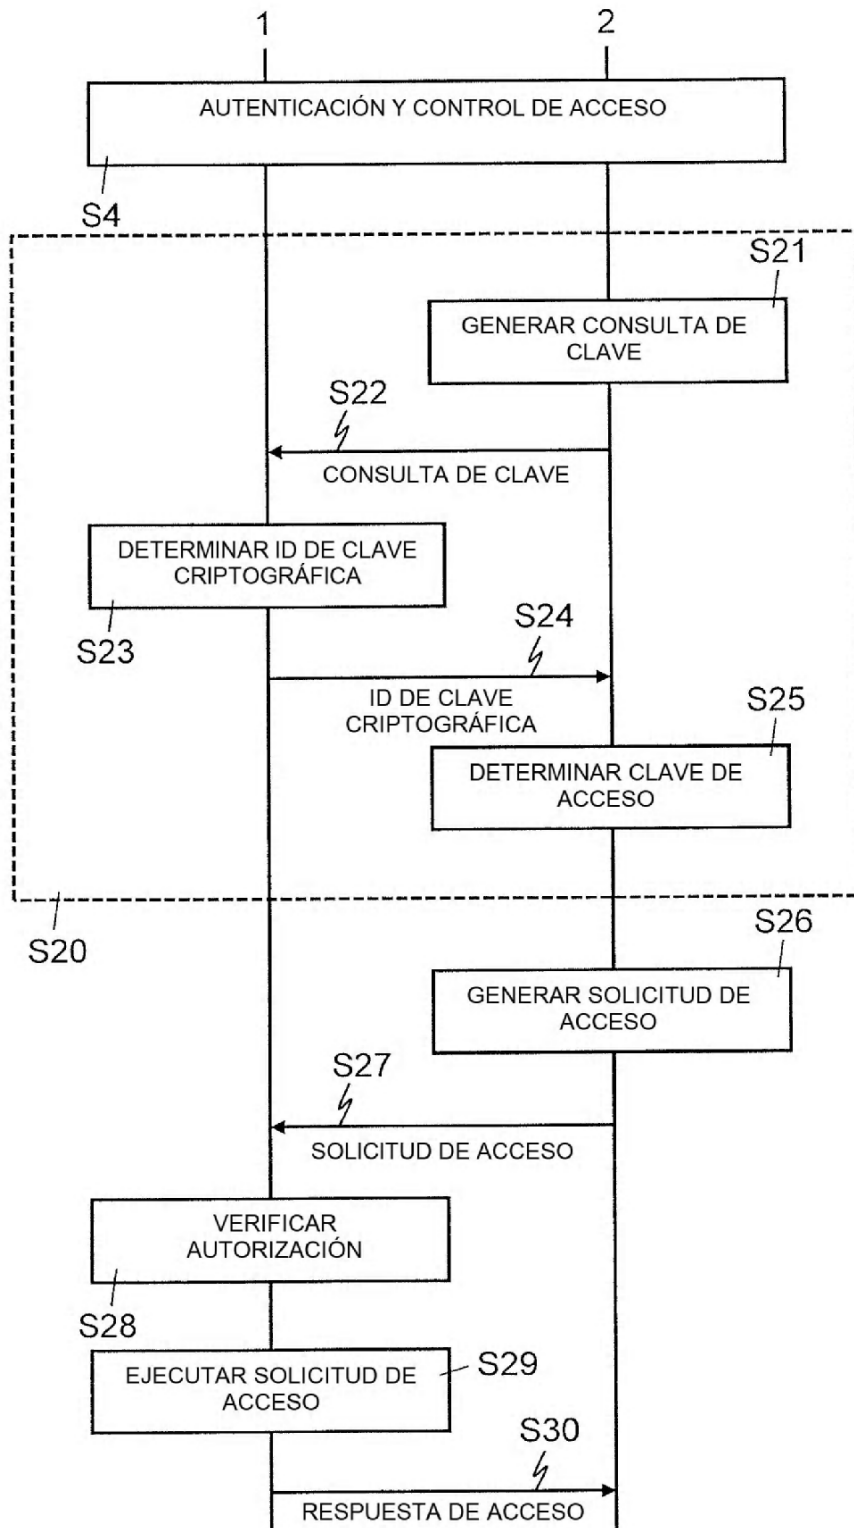 1
2
AUTENTICACIÓN Y CONTROL DE ACCESO
S4
S21
GENERAR CONSULTA DE
CLAVE
S22
CONSULTA DE CLAVE
DETERMINAR ID DE CLAVE
CRIPTOGRÁFICA
S23
S24
ID DE CLAVE
CRIPTOGRÁFICA
S25
DETERMINAR CLAVE DE
ACCESO
S20
S26
GENERAR SOLICITUD DE
ACCESO
S27
SOLICITUD DE ACCESO
VERIFICAR
AUTORIZACIÓN
S28
EJECUTAR SOLICITUD DE
ACCESO
S29
S30
RESPUESTA DE ACCESO